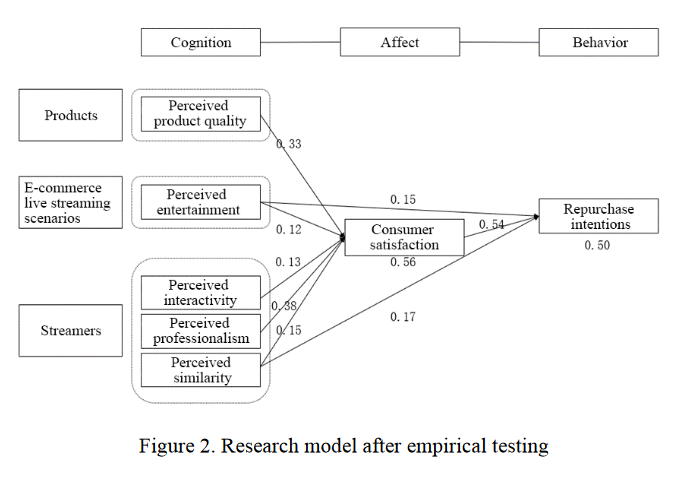 Cognition
Affect
Behavior
Products
Perceived
product quality
0.33
E-commerce
live streaming
scenarios
Perceived
entertainment
0.15
0.12
Consumer
satisfaction
0.54
Repurchase
intentions
0.50
0.56
0.13
Streamers
Perceived
interactivity
0.38
Perceived
professionalism
0.15
Perceived
similarity
0.17
Figure 2. Research model after empirical testing